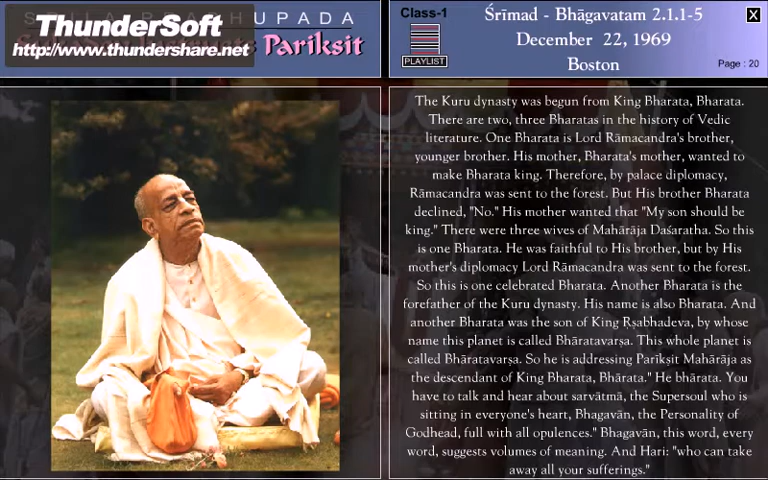 UPADA
ThunderSoft
http://www.thundershare.net
Pariksit
Class-1
PLAYLIST
Śrīmad - Bhāgavatam 2.1.1-5
December 22, 1969
Boston
X
Page : 20
The Kuru dynasty was begun from King Bharata, Bharata.
There are two, three Bharatas in the history of Vedic
literature. One Bharata is Lord Rāmacandra's brother,
younger brother. His mother, Bharata's mother, wanted to
make Bharata king. Therefore, by palace diplomacy,
Rāmacandra was sent to the forest. But His brother Bharata
declined, "No." His mother wanted that "My son should be
king." There were three wives of Mahārāja Daśaratha. So this
is one Bharata. He was faithful to His brother, but by His
mother's diplomacy Lord Rāmacandra was sent to the forest.
So this is one celebrated Bharata. Another Bharata is the
forefather of the Kuru dynasty. His name is also Bharata. And
another Bharata was the son of King Ṛṣabhadeva, by whose
name this planet is called Bhāratavarṣa. This whole planet is
called Bhāratavarṣa. So he is addressing Parīkṣit Mahārāja as
the descendant of King Bharata, Bhārata." He bhārata. You
have to talk and hear about sarvātmā, the Supersoul who is
sitting in everyone's heart, Bhagavān, the Personality of
Godhead, full with all opulences." Bhagavān, this word, every
word, suggests volumes of meaning. And Hari: "who can take
away all your sufferings."